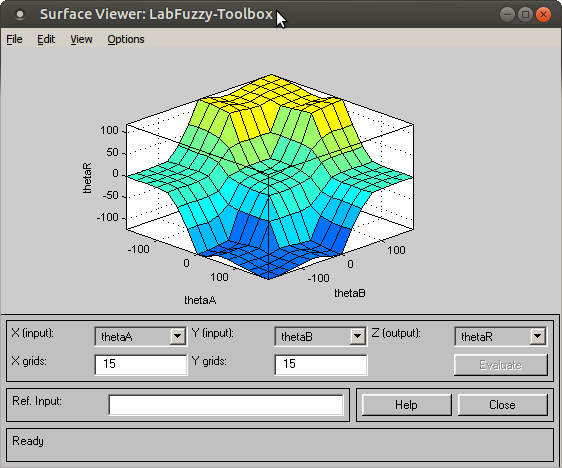 Surface Viewer: LabFuzzy-Toolbox
File Edit View Options
100
50
0
-50
-100
thetaR
-100
0
100
thetaA
-100
0
100
thetaB
X (input): thetaA Y (input): thetaB Z (output): thetaR
X grids: 15 Y grids: 15 Evaluate
Ref. Input: Help Close
Ready